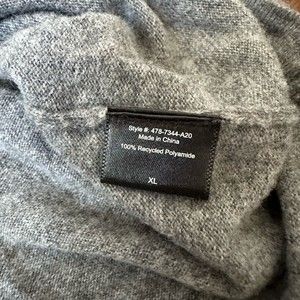 Style #: 478-7344-A20
Made in China
100% Recycled Polyamide
XL